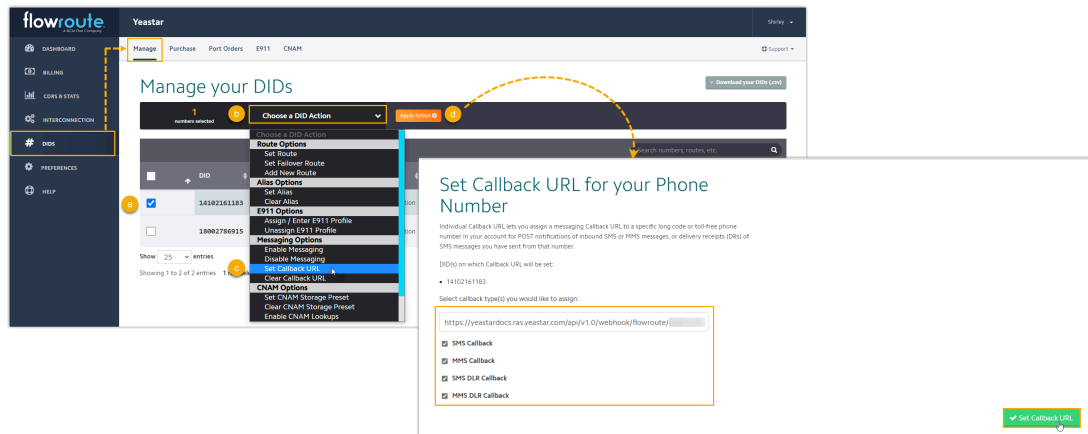 flowroute
A BCM One Company
Yeastar
Shirley
DASHBOARD
BILLING
CDRS & STATS
INTERCONNECTION
DIDS
PREFERENCES
HELP
Manage Purchase Port Orders E911 CNAM
Support
Manage your DIDs
Download your DIDs (.csv)
1
numbers selected
b
Choose a DID Action
Apply Action
d
Choose a DID Action
Route Options
Set Route
Set Failover Route
Add New Route
Alias Options
Set Alias
Clear Alias
E911 Options
Assign / Enter E911 Profile
Unassign E911 Profile
Messaging Options
Enable Messaging
Disable Messaging
c
Set Callback URL
Clear Callback URL
CNAM Options
Set CNAM Storage Preset
Clear CNAM Storage Preset
Enable CNAM Lookups
Search numbers, routes, etc.
DID
a
14102161183
18002786915
Show 25 entries
Showing 1 to 2 of 2 entries
Set Callback URL for your Phone
Number
Individual Callback URL lets you assign a messaging Callback URL to a specific long code or toll-free phone
number in your account for POST notifications of inbound SMS or MMS messages, or delivery receipts (DRs) of
SMS messages you have sent from that number.
DID(s) on which Callback URL will be set:
14102161183
Select callback type(s) you would like to assign:
https://yeastardocs.ras.yeastar.com/api/v1.0/webhook/flowroute/
SMS Callback
MMS Callback
SMS DLR Callback
MMS DLR Callback
Set Callback URL